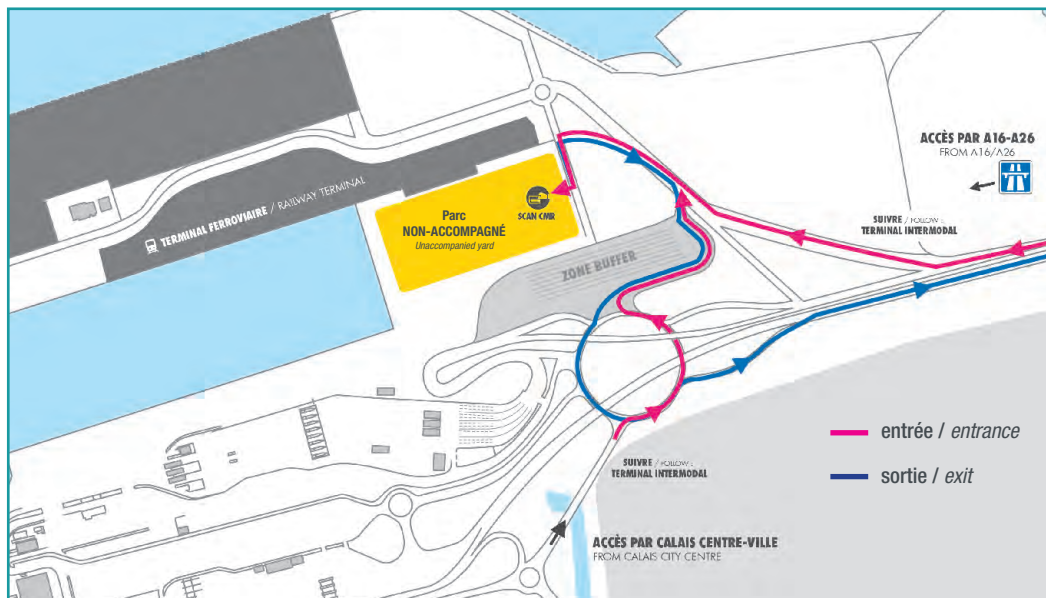 ACCÈS PAR A16-A26
FROM A16/A26
SUIVRE / FOLLOW :
TERMINAL INTERMODAL
TERMINAL FERROVIAIRE / RAILWAY TERMINAL
Parc
NON-ACCOMPAGNÉ
Unaccompanied yard
SCAN CMR
ZONE BUFFER
entrée / entrance
sortie / exit
SUIVRE / FOLLOW :
TERMINAL INTERMODAL
ACCÈS PAR CALAIS CENTRE-VILLE
FROM CALAIS CITY CENTRE